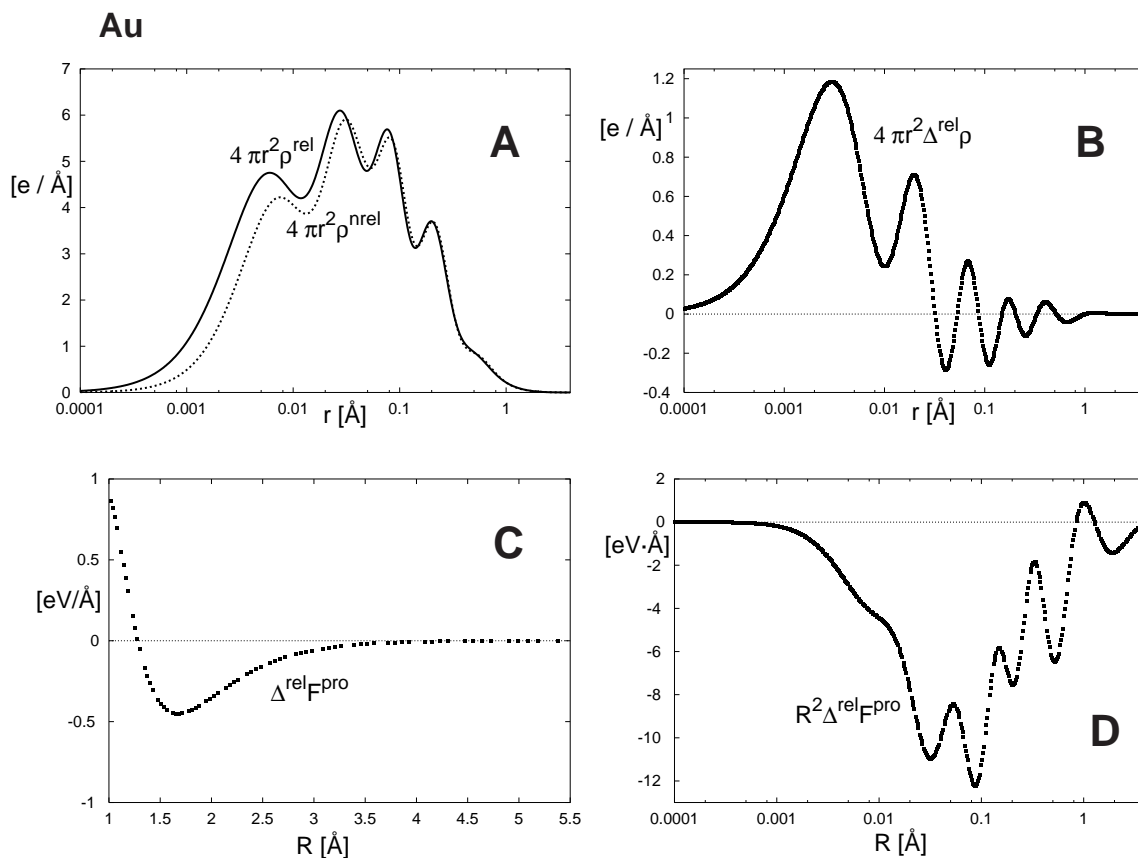 Au
7
6
5
4
3
2
1
0
[e / Å]
4 πr²ρ^rel
4 πr²ρ^nrel
A
0.0001 0.001 0.01 0.1 1
r [Å]
1.2
1.0
0.8
0.6
0.4
0.2
0
-0.2
-0.4
[e / Å]
4 πr²Δ^relρ
B
0.0001 0.001 0.01 0.1 1
r [Å]
1
0.5
0
-0.5
-1
[eV/Å]
Δ^relF^pro
C
1 1.5 2 2.5 3 3.5 4 4.5 5 5.5
R [Å]
2
0
-2
-4
-6
-8
-10
-12
[eV·Å]
R²Δ^relF^pro
D
0.0001 0.001 0.01 0.1 1
R [Å]